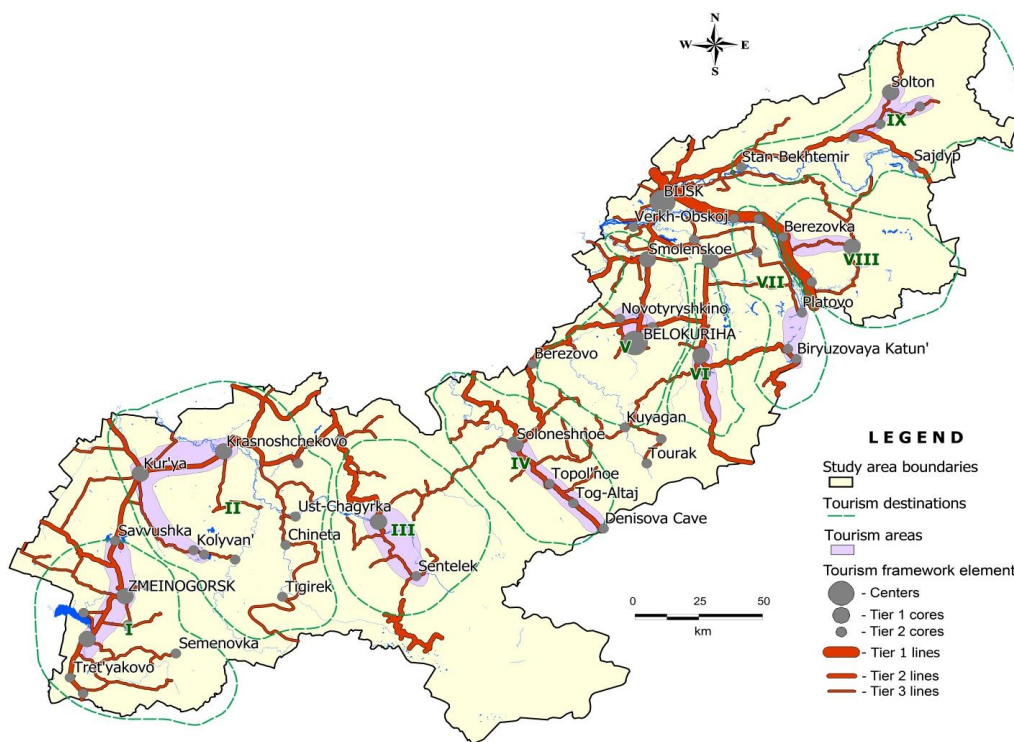 N
W E
S
Solton
IX
Stan-Bekhtemir
Sajdyp
BIJSK
Verkh-Obskoj
Berezovka
Smolenskoe
VIII
VII
Platovo
Novotyryshkino
V
BELOKURIHA
Biryuzovaya Katun'
Berezovo
VI
Kuyagan
Krasnoshchekovo
Soloneshnoe
Tourak
Kur'ya
IV
Topol'noe
Tog-Altaj
II
Ust-Chagyrka
III
Denisova Cave
Savvushka
Kolyvan'
Chineta
Sentelek
ZMEINOGORSK
Tigirek
I
Semenovka
Tret'yakovo
0 25 50
km
LEGEND
Study area boundaries
Tourism destinations
Tourism areas
Tourism framework element
- Centers
- Tier 1 cores
- Tier 2 cores
- Tier 1 lines
- Tier 2 lines
- Tier 3 lines